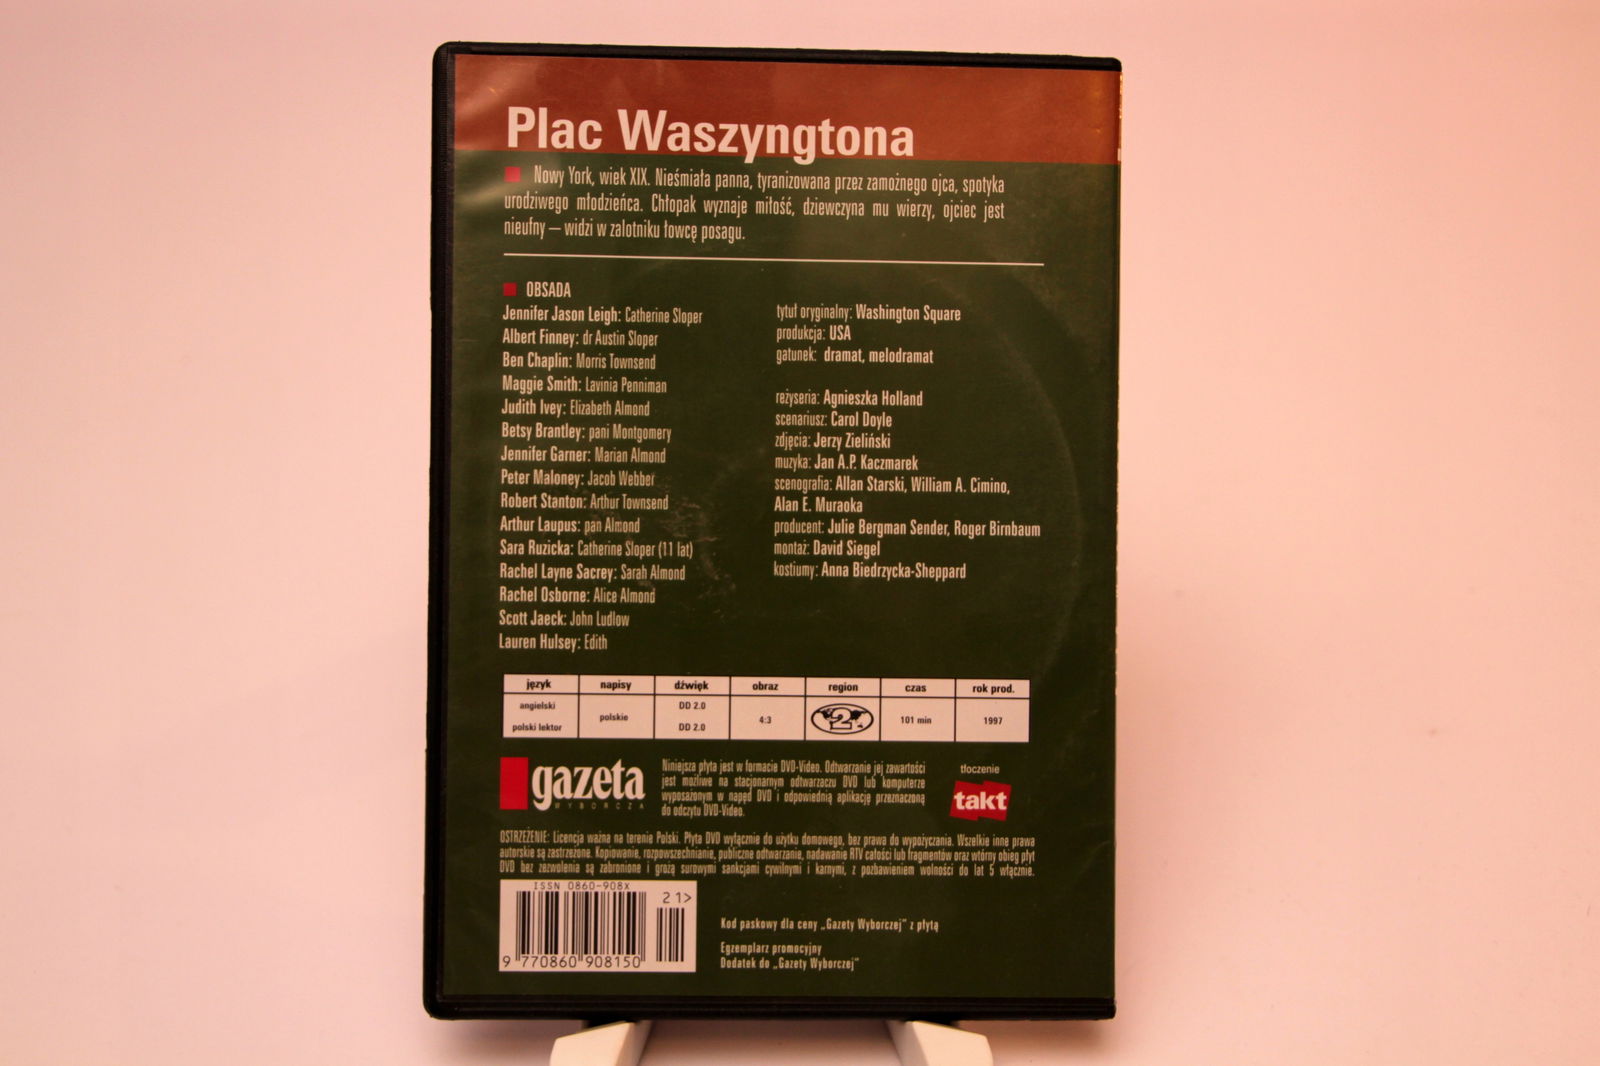 Plac Waszyngtona
Nowy York, wiek XIX. Nieśmiała panna, tyranizowana przez zamożnego ojca, spotyka
urodziwego młodzieńca. Chłopak wyznaje miłość, dziewczyna mu wierzy, ojciec jest
nieufny – widzi w zalotniku łowcę posagu.
OBSADA
Jennifer Jason Leigh: Catherine Sloper
Albert Finney: dr Austin Sloper
Ben Chaplin: Morris Townsend
Maggie Smith: Lavinia Penniman
Judith Ivey: Elizabeth Almond
Betsy Brantley: pani Montgomery
Jennifer Garner: Marian Almond
Peter Maloney: Jacob Webber
Robert Stanton: Arthur Townsend
Arthur Laupus: pan Almond
Sara Ruzicka: Catherine Sloper (11 lat)
Rachel Layne Sacrey: Sarah Almond
Rachel Osborne: Alice Almond
Scott Jaeck: John Ludlow
Lauren Hulsey: Edith
tytuł oryginalny: Washington Square
produkcja: USA
gatunek: dramat, melodramat
reżyseria: Agnieszka Holland
scenariusz: Carol Doyle
zdjęcia: Jerzy Zieliński
muzyka: Jan A.P. Kaczmarek
scenografia: Allan Starski, William A. Cimino,
Alan E. Muraoka
producent: Julie Bergman Sender, Roger Birnbaum
montaż: David Siegel
kostiumy: Anna Biedrzycka-Sheppard
język napisy dźwięk obraz region czas rok prod.
angielski DD 2.0
polskie 4:3 2 101 min 1997
polski lektor DD 2.0
gazeta
WYBORCZA
Niniejsza płyta jest w formacie DVD-Video. Odtwarzanie jej zawartości
jest możliwe na stacjonarnym odtwarzaczu DVD lub komputerze
wyposażonym w napęd DVD i odpowiednią aplikację przeznaczoną
do odczytu DVD-Video.
tłoczenie
takt
OSTRZEŻENIE: Licencja ważna na terenie Polski. Płyta DVD wyłącznie do użytku domowego, bez prawa do wypożyczania. Wszelkie inne prawa
autorskie są zastrzeżone. Kopiowanie, rozpowszechnianie, publiczne odtwarzanie, nadawanie RTV całości lub fragmentów oraz wtórny obieg płyt
DVD bez zezwolenia są zabronione i grożą surowymi sankcjami cywilnymi i karnymi, z pozbawieniem wolności do lat 5 włącznie.
ISSN 0860-908X
21>
9 770860 908150
Kod paskowy dla ceny „Gazety Wyborczej” z płytą
Egzemplarz promocyjny
Dodatek do „Gazety Wyborczej”